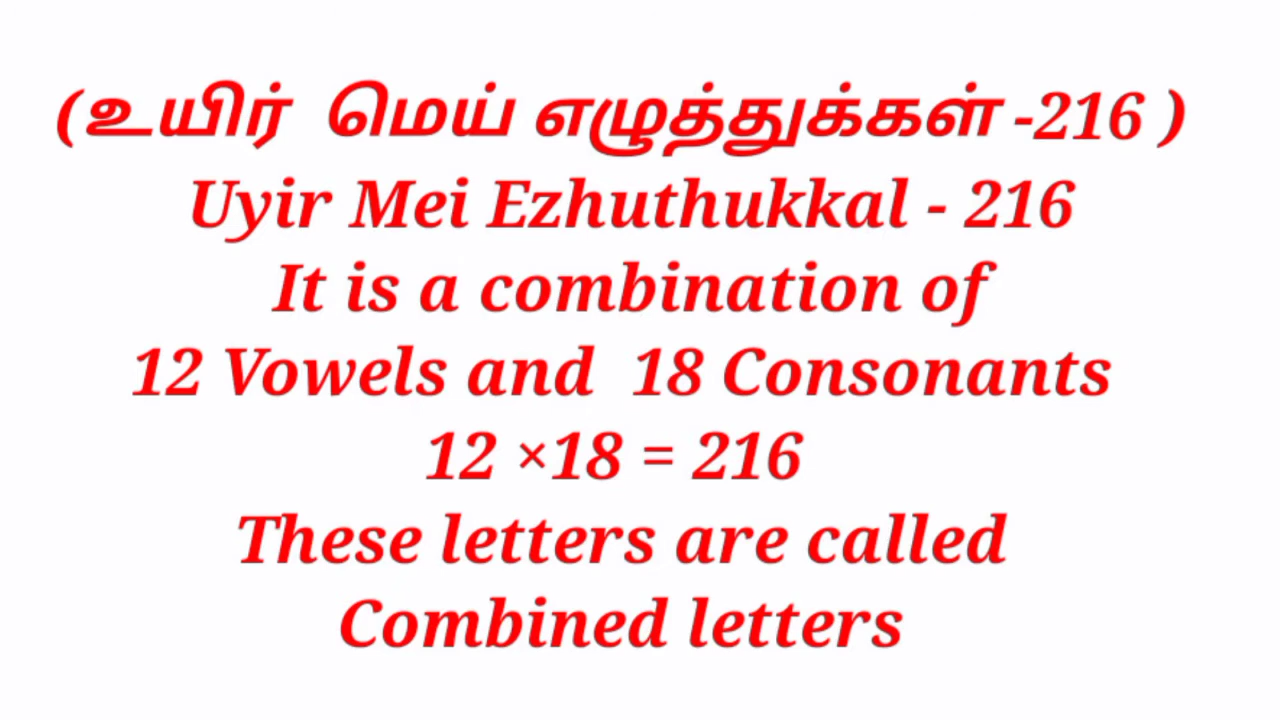 (உயிர் மெய் எழுத்துக்கள் -216 )
Uyir Mei Ezhuthukkal - 216
It is a combination of
12 Vowels and 18 Consonants
12 ×18 = 216
These letters are called
Combined letters